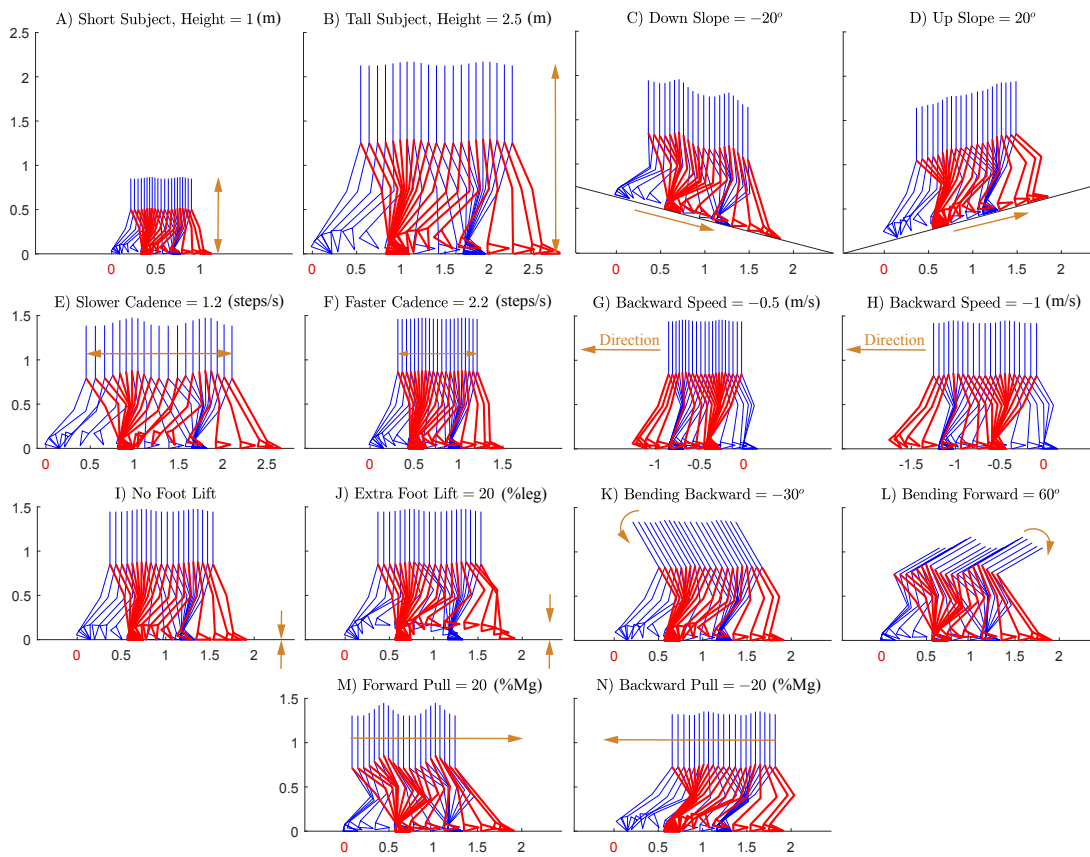 A) Short Subject, Height = 1 (m)
B) Tall Subject, Height = 2.5 (m)
C) Down Slope = −20°
D) Up Slope = 20°
2.5
2
1.5
1
0.5
0
0 0.5 1
0 0.5 1 1.5 2 2.5
0 0.5 1 1.5 2
0 0.5 1 1.5 2
E) Slower Cadence = 1.2 (steps/s)
F) Faster Cadence = 2.2 (steps/s)
G) Backward Speed = −0.5 (m/s)
H) Backward Speed = −1 (m/s)
1.5
1
0.5
0
Direction
Direction
0 0.5 1 1.5 2 2.5
0 0.5 1 1.5
-1 -0.5 0
-1.5 -1 -0.5 0
I) No Foot Lift
J) Extra Foot Lift = 20 (%leg)
K) Bending Backward = −30°
L) Bending Forward = 60°
1.5
1
0.5
0
0 0.5 1 1.5 2
0 0.5 1 1.5 2
0 0.5 1 1.5 2
0 0.5 1 1.5 2
M) Forward Pull = 20 (%Mg)
N) Backward Pull = −20 (%Mg)
1.5
1
0.5
0
0 0.5 1 1.5 2
0 0.5 1 1.5 2